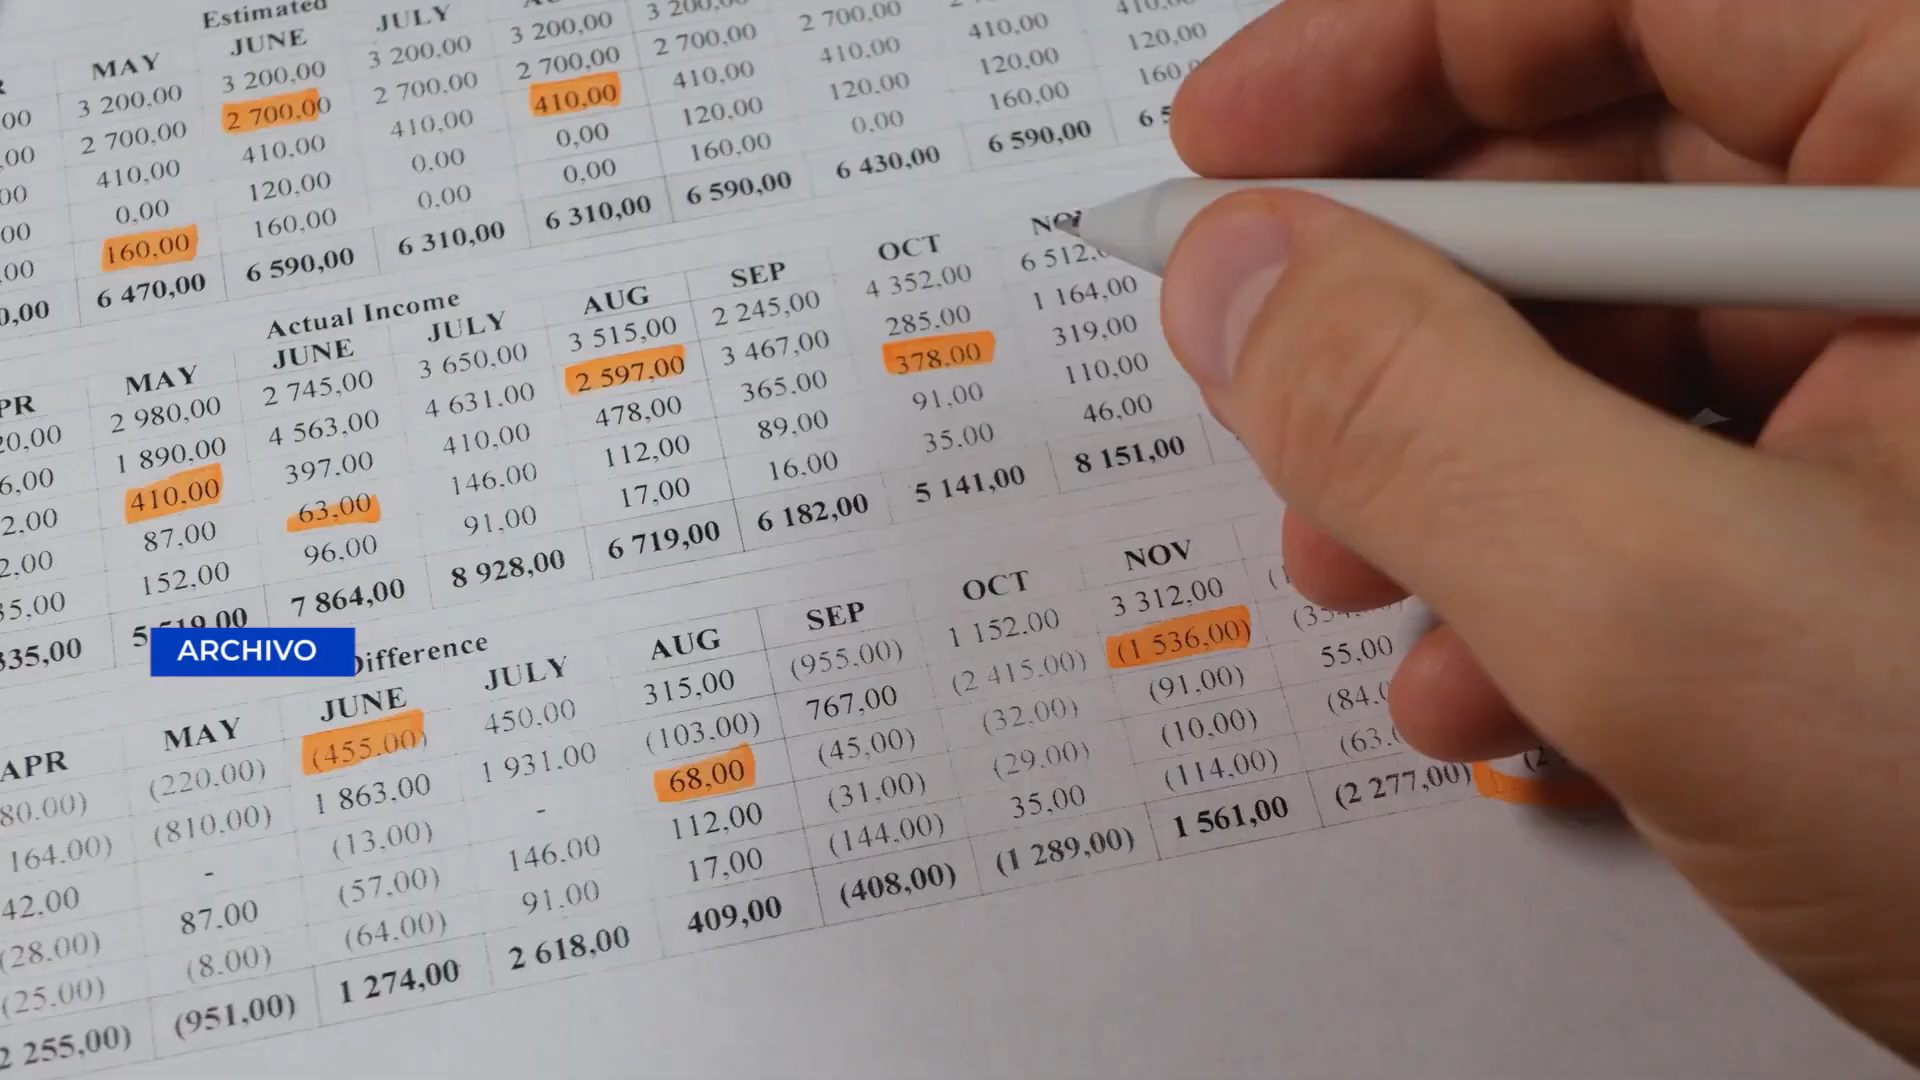 Estimated
MAY JUNE JULY
3 200,00 3 200,00 3 200.00 3 200,00
2 700,00 2 700,00 2 700.00 2 700,00 2 700,00 2 700.00
410,00 410.00 410,00 410,00 410,00 410,00 410.00
0,00 120,00 0.00 0,00 120,00 120.00 120,00 120,00
160,00 160,00 0.00 0,00 160,00 0.00 160,00
6 470,00 6 590,00 6 310,00 6 310,00 6 590,00 6 430,00 6 590,00
Actual Income
MAY JUNE JULY AUG SEP OCT
2 980,00 2 745,00 3 650,00 3 515,00 2 245,00 4 352,00
1 890,00 4 563,00 4 631.00 2 597,00 3 467,00 285.00 1 164,00
410,00 397.00 410,00 478,00 365.00 378.00 319,00
87,00 63,00 146.00 112,00 89,00 91,00 110,00
152,00 96,00 91,00 17,00 16.00 35.00 46,00
7 864,00 8 928,00 6 719,00 6 182,00 5 141,00 8 151,00
ARCHIVO
Difference
APR MAY JUNE JULY AUG SEP OCT NOV
(220.00) (455.00) 450.00 315,00 (955.00) 1 152.00 3 312,00
(810.00) 1 863,00 1 931.00 (103.00) 767,00 (2 415.00) (1 536,00)
- (13.00) - 68,00 (45,00) (32.00) (91,00) 55,00
87.00 (57.00) 146.00 112,00 (31,00) (29.00) (10,00)
(8.00) (64.00) 91.00 17,00 (144,00) 35,00 (114,00)
(951,00) 1 274,00 2 618,00 409,00 (408,00) (1 289,00) 1 561,00 (2 277,00)